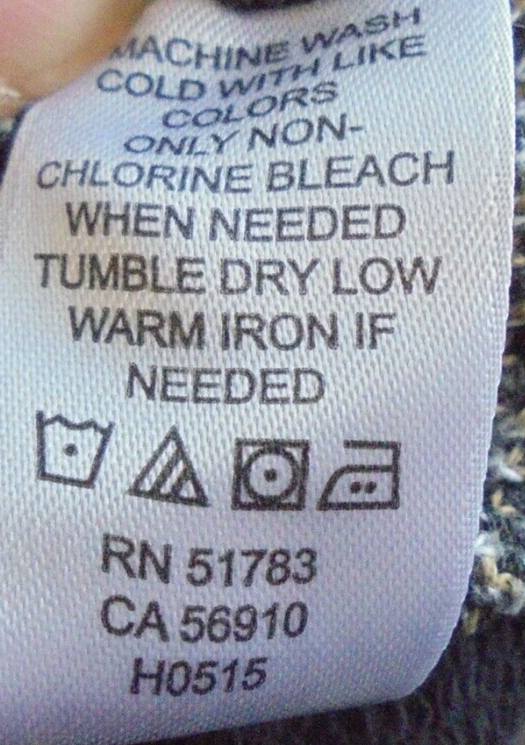 MACHINE WASH
COLD WITH LIKE
COLORS
ONLY NON-
CHLORINE BLEACH
WHEN NEEDED
TUMBLE DRY LOW
WARM IRON IF
NEEDED
RN 51783
CA 56910
H0515